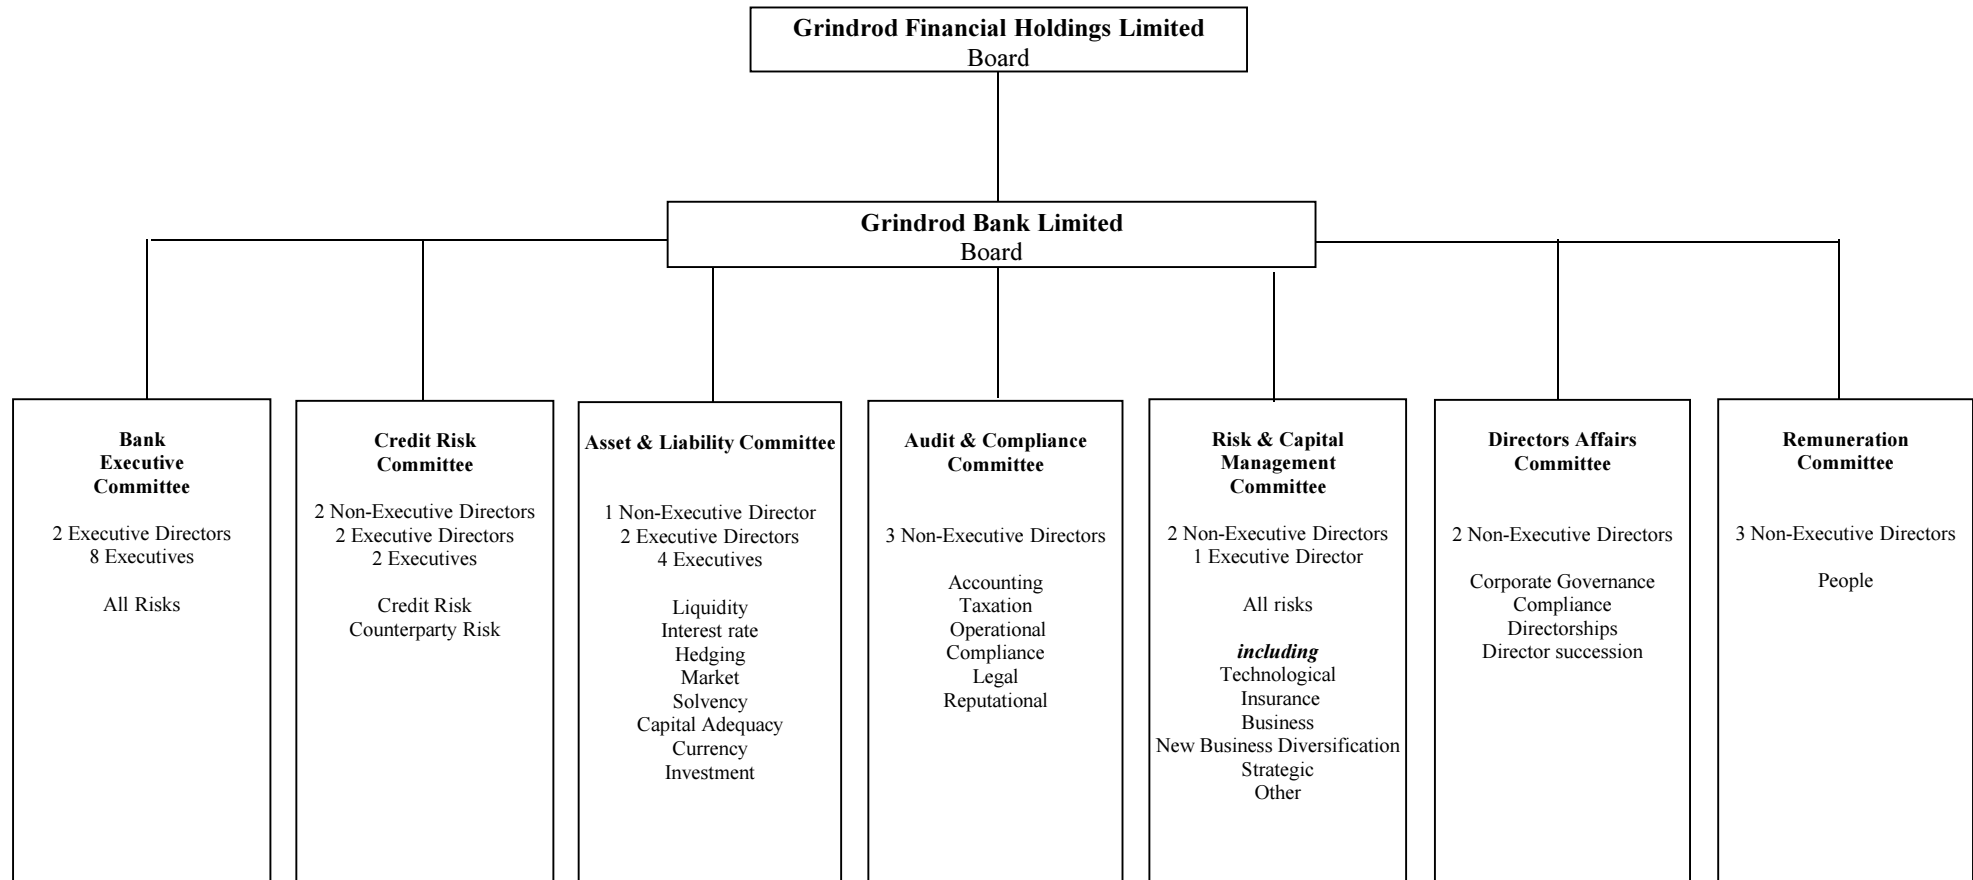 Grindrod Financial Holdings Limited
Board
Grindrod Bank Limited
Board
Bank
Executive
Committee
2 Executive Directors
8 Executives
All Risks
Credit Risk
Committee
2 Non-Executive Directors
2 Executive Directors
2 Executives
Credit Risk
Counterparty Risk
Asset & Liability Committee
1 Non-Executive Director
2 Executive Directors
4 Executives
Liquidity
Interest rate
Hedging
Market
Solvency
Capital Adequacy
Currency
Investment
Audit & Compliance
Committee
3 Non-Executive Directors
Accounting
Taxation
Operational
Compliance
Legal
Reputational
Risk & Capital
Management
Committee
2 Non-Executive Directors
1 Executive Director
All risks
including
Technological
Insurance
Business
New Business Diversification
Strategic
Other
Directors Affairs
Committee
2 Non-Executive Directors
Corporate Governance
Compliance
Directorships
Director succession
Remuneration
Committee
3 Non-Executive Directors
People